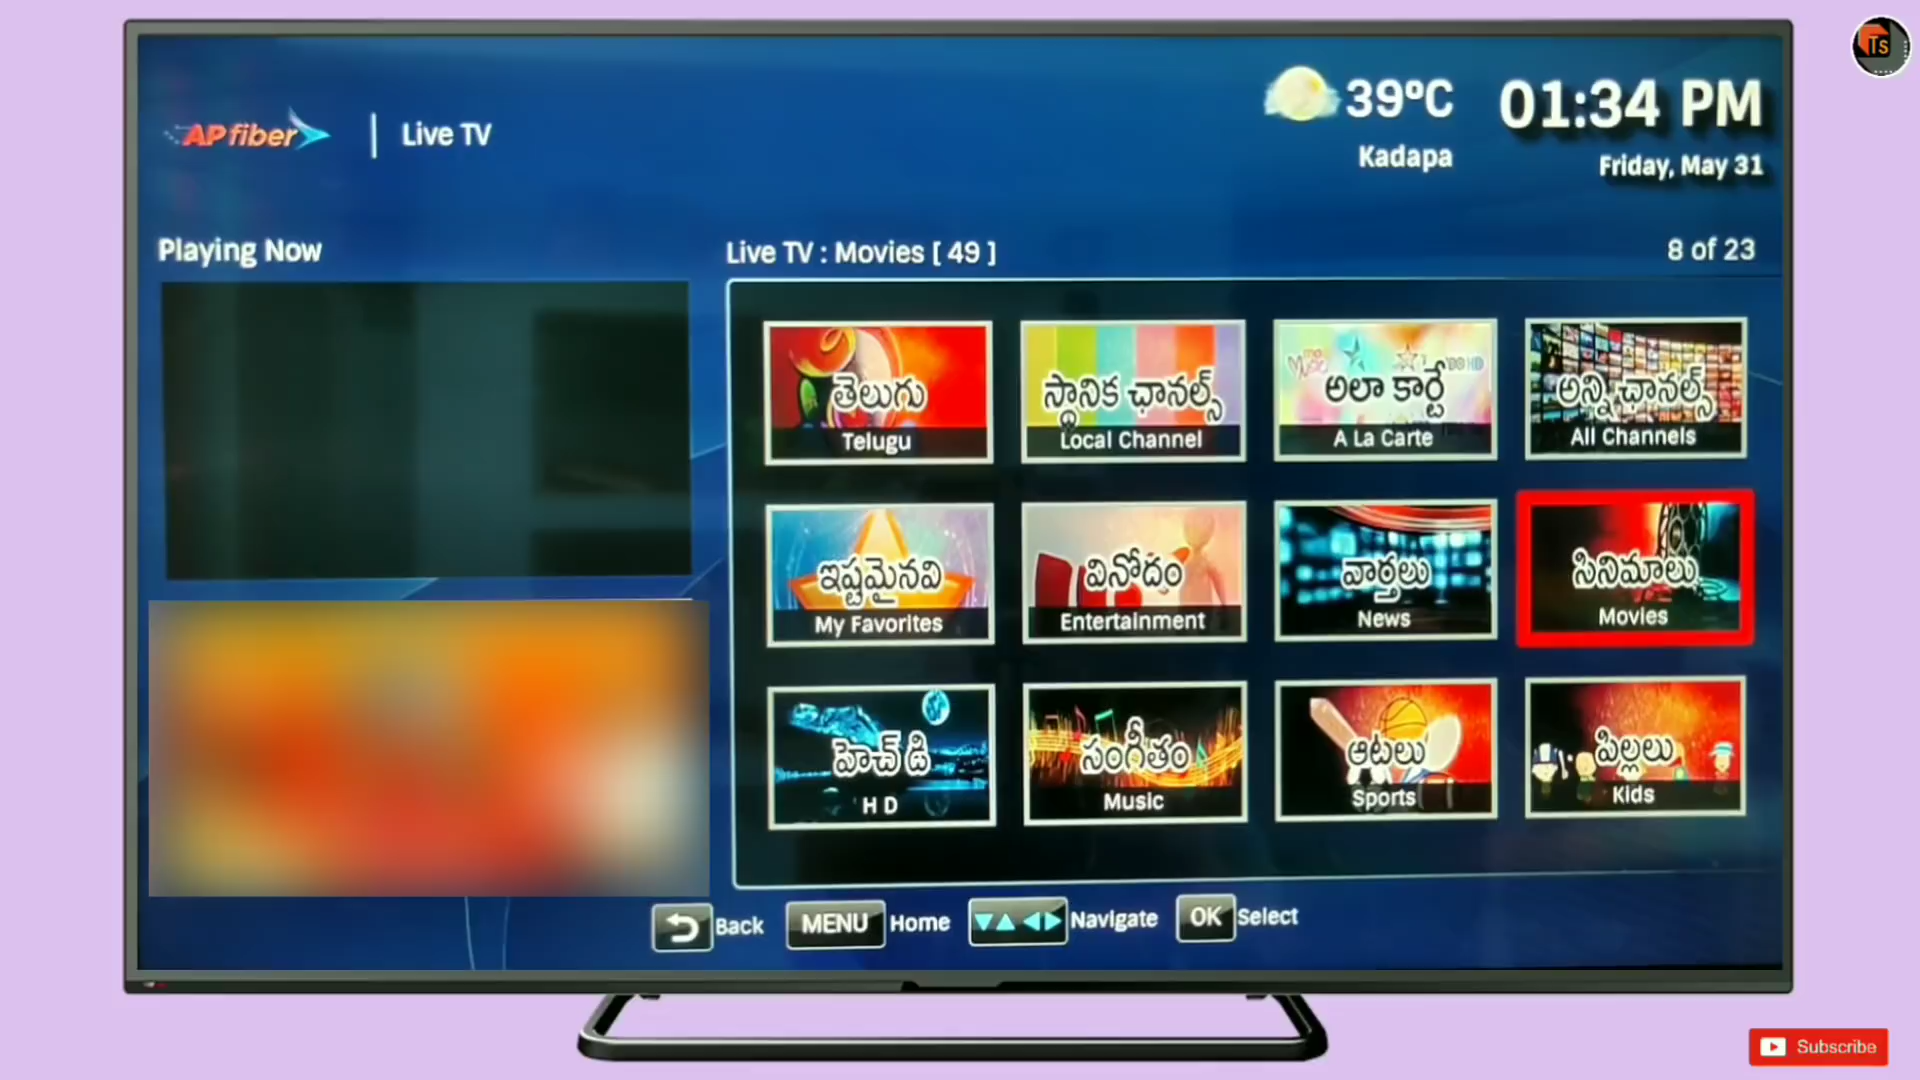 39ºC
01:34 PM
AP fiber
Live TV
Kadapa
Friday, May 31
Playing Now
Live TV : Movies [ 49 ]
8 of 23
తెలుగు
Telugu
స్థానిక ఛానల్స్
Local Channel
అలా కార్టే
A La Carte
అన్ని ఛానల్స్
All Channels
ఇష్టమైనవి
My Favorites
వినోదం
Entertainment
వార్తలు
News
సినిమాలు
Movies
హెచ్ డి
H D
సంగీతం
Music
ఆటలు
Sports
పిల్లలు
Kids
Back
MENU Home
Navigate
OK Select
Ts
Subscribe